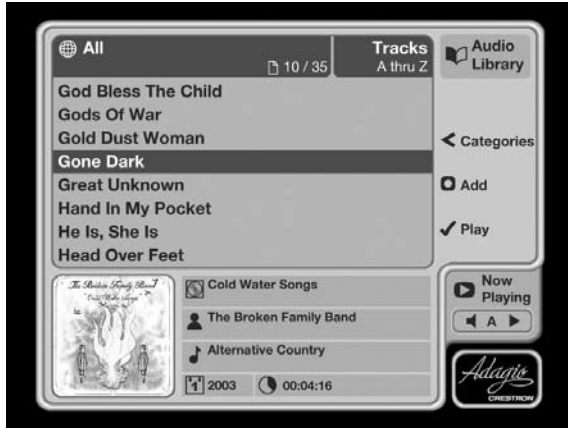 All
10 / 35
Tracks
A thru Z
God Bless The Child
Gods Of War
Gold Dust Woman
Gone Dark
Great Unknown
Hand In My Pocket
He Is, She Is
Head Over Feet
Audio
Library
Categories
Add
Play
The Broken Family Band
Cold Water Songs
Cold Water Songs
The Broken Family Band
Alternative Country
1
2003
00:04:16
Now
Playing
A
Adagio
CRESTRON